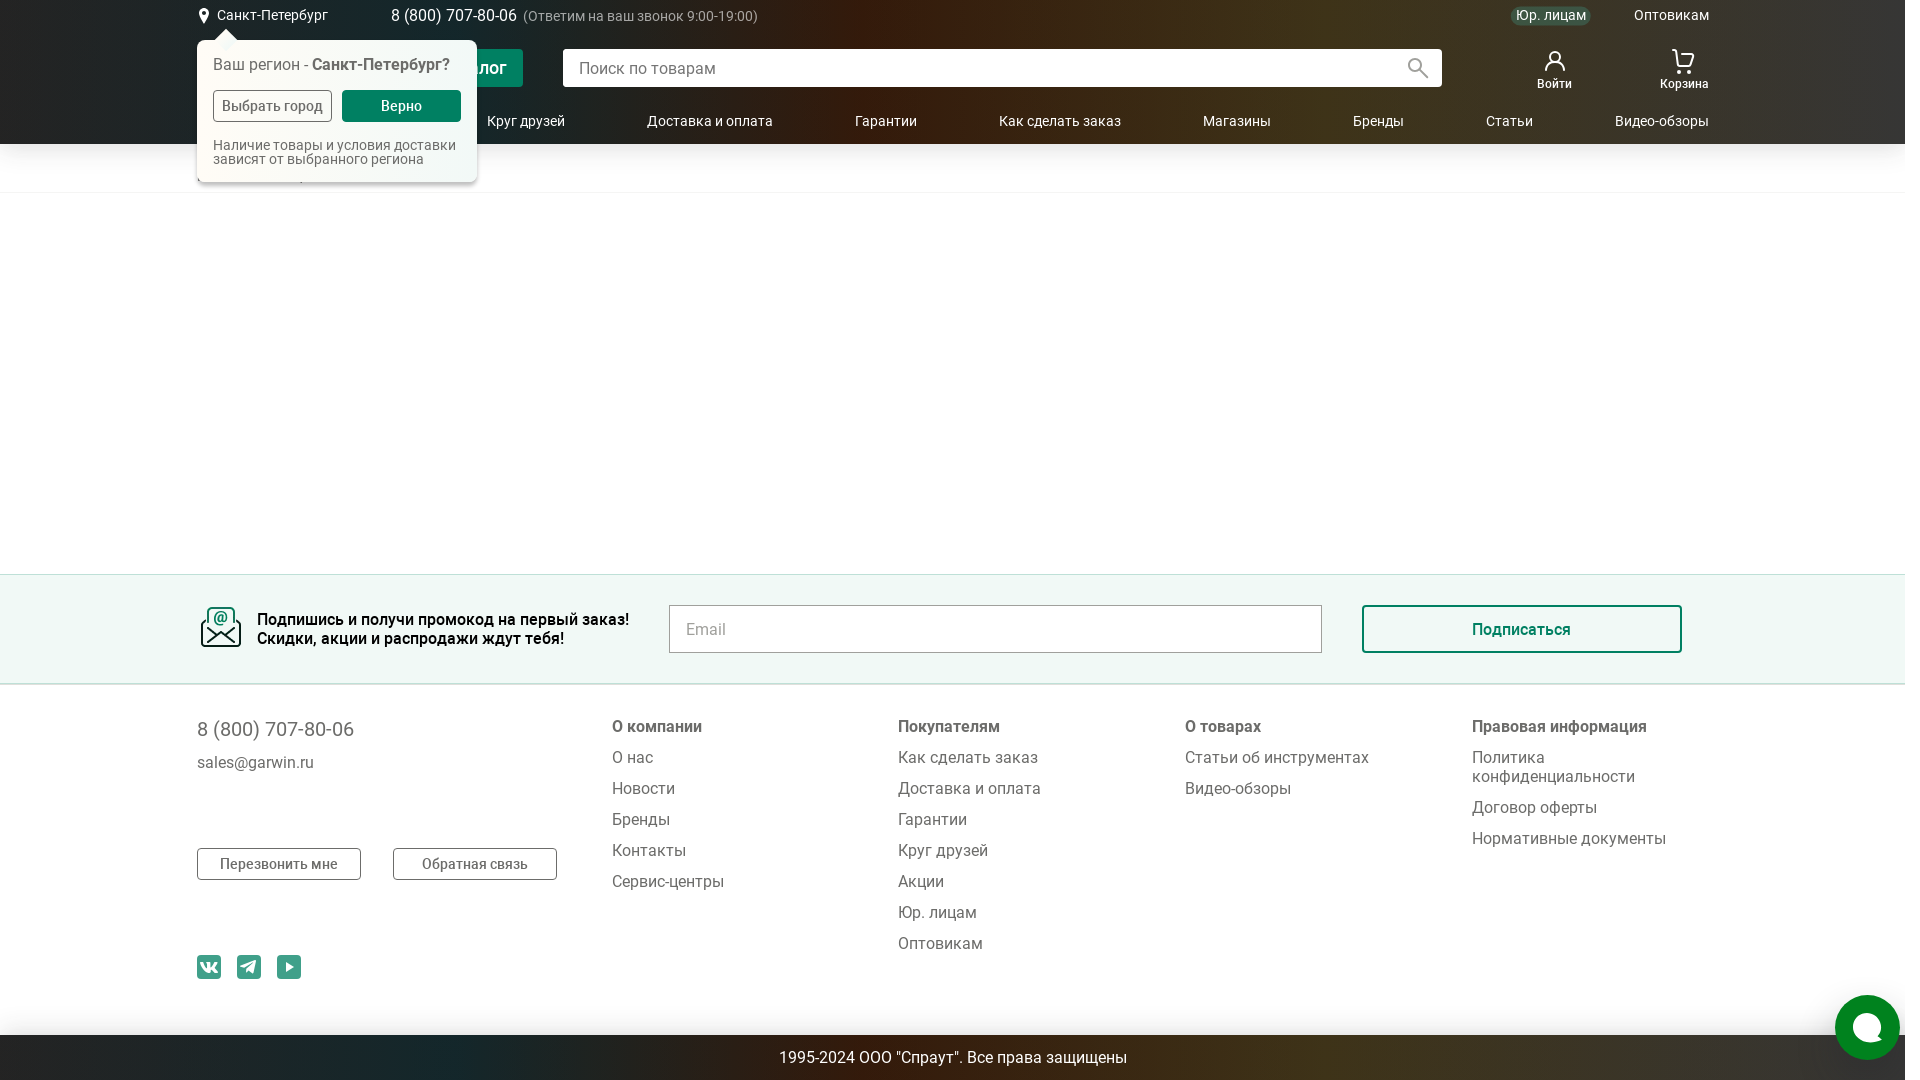 Санкт-Петербург
8 (800) 707-80-06 (Ответим на ваш звонок 9:00-19:00)
Юр. лицам
Оптовикам
Ваш регион - Санкт-Петербург?
Выбрать город
Верно
Наличие товары и условия доставки
зависят от выбранного региона
Поиск по товарам
Войти
Корзина
Круг друзей
Доставка и оплата
Гарантии
Как сделать заказ
Магазины
Бренды
Статьи
Видео-обзоры
Подпишись и получи промокод на первый заказ!
Скидки, акции и распродажи ждут тебя!
Email
Подписаться
8 (800) 707-80-06
sales@garwin.ru
Перезвонить мне
Обратная связь
О компании
О нас
Новости
Бренды
Контакты
Сервис-центры
Покупателям
Как сделать заказ
Доставка и оплата
Гарантии
Круг друзей
Акции
Юр. лицам
Оптовикам
О товарах
Статьи об инструментах
Видео-обзоры
Правовая информация
Политика
конфиденциальности
Договор оферты
Нормативные документы
1995-2024 ООО "Спраут". Все права защищены